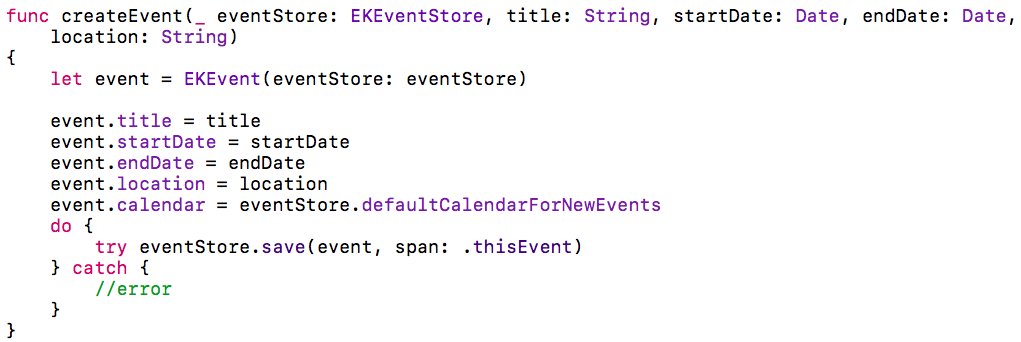 func createEvent(_ eventStore: EKEventStore, title: String, startDate: Date, endDate: Date,
    location: String)
{
    let event = EKEvent(eventStore: eventStore)

    event.title = title
    event.startDate = startDate
    event.endDate = endDate
    event.location = location
    event.calendar = eventStore.defaultCalendarForNewEvents
    do {
        try eventStore.save(event, span: .thisEvent)
    } catch {
        //error
    }
}